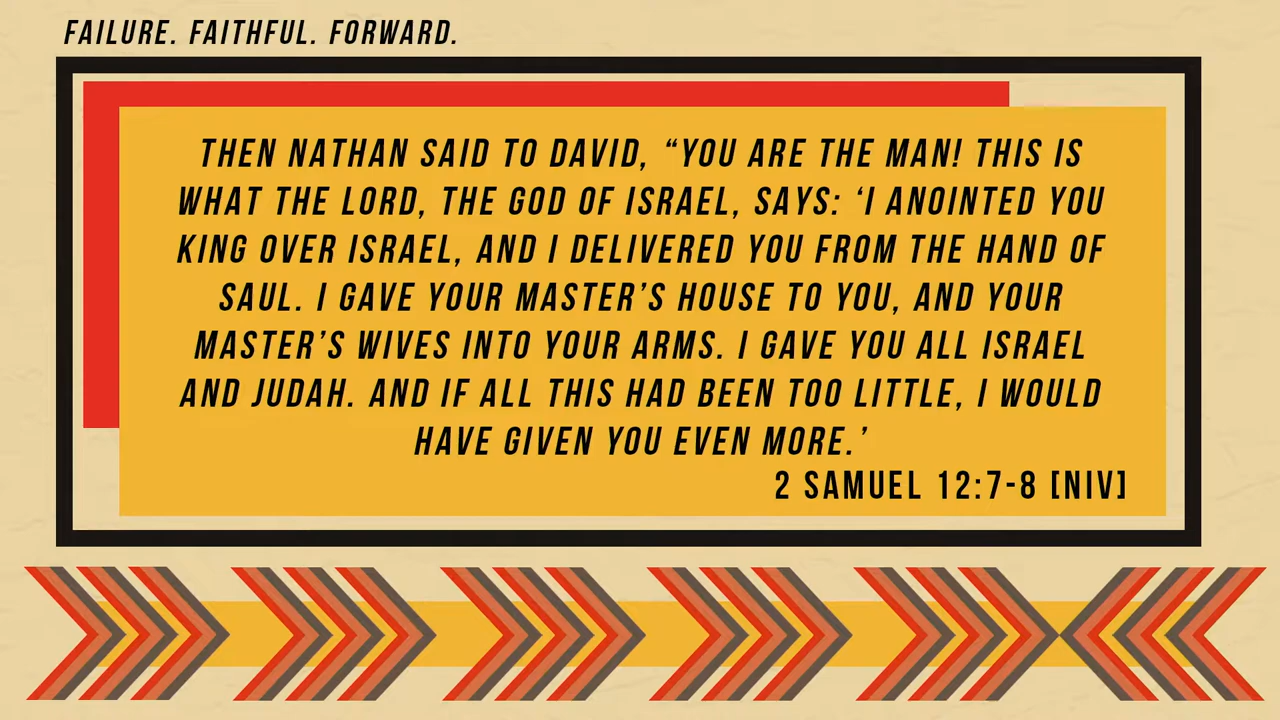 FAILURE. FAITHFUL. FORWARD.
THEN NATHAN SAID TO DAVID, “YOU ARE THE MAN! THIS IS
WHAT THE LORD, THE GOD OF ISRAEL, SAYS: ‘I ANOINTED YOU
KING OVER ISRAEL, AND I DELIVERED YOU FROM THE HAND OF
SAUL. I GAVE YOUR MASTER’S HOUSE TO YOU, AND YOUR
MASTER’S WIVES INTO YOUR ARMS. I GAVE YOU ALL ISRAEL
AND JUDAH. AND IF ALL THIS HAD BEEN TOO LITTLE, I WOULD
HAVE GIVEN YOU EVEN MORE.’
2 SAMUEL 12:7-8 [NIV]